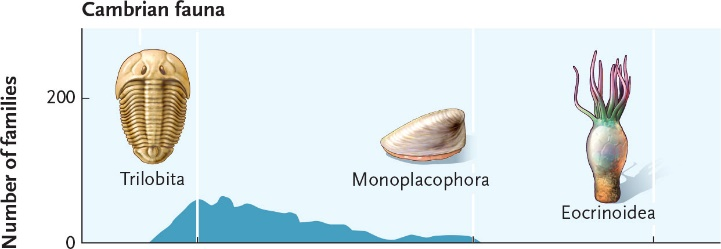 Cambrian fauna
Number of families
200
0
Trilobita
Monoplacophora
Eocrinoidea